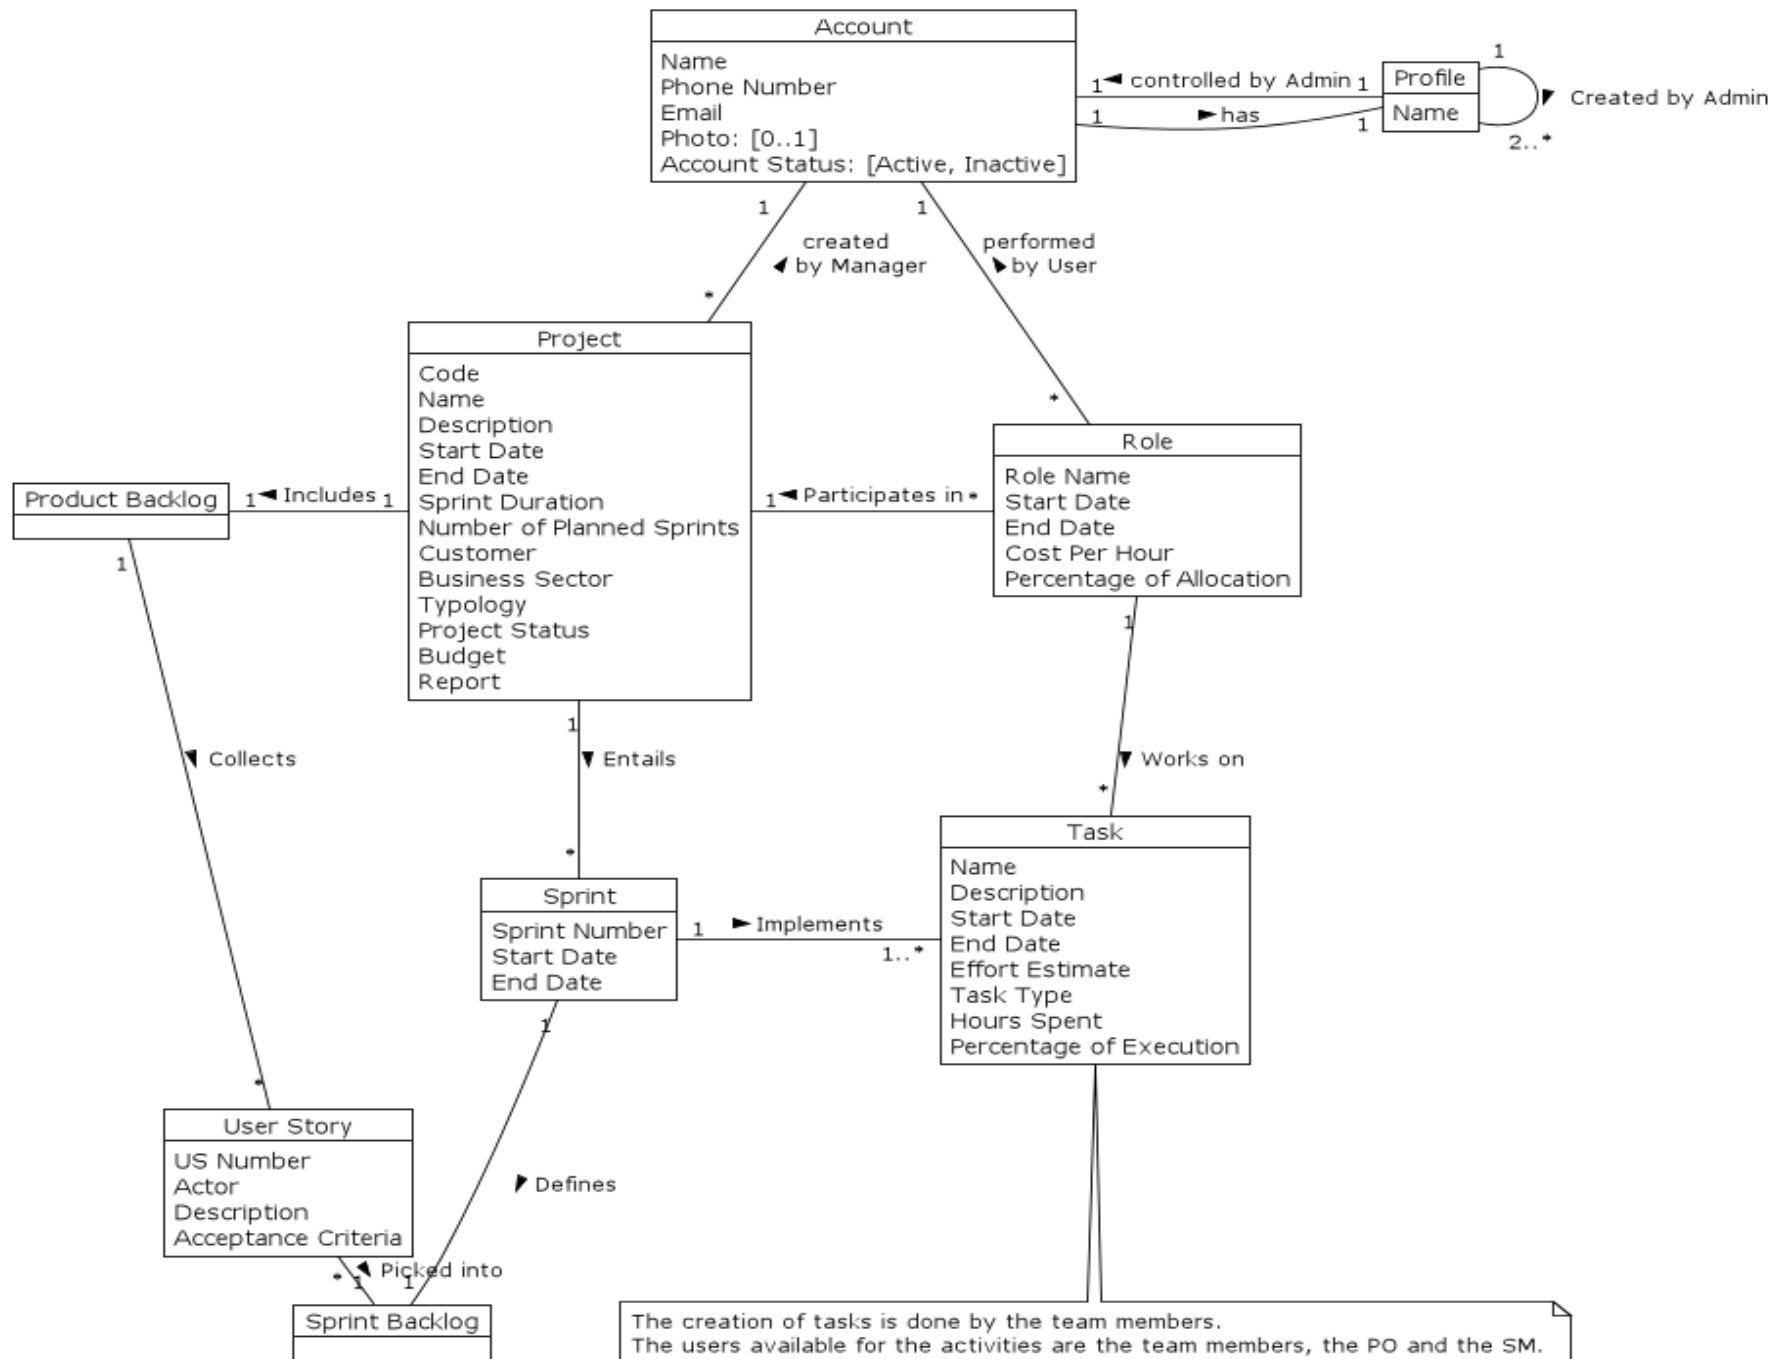 Account
Name
Phone Number
Email
Photo: [0..1]
Account Status: [Active, Inactive]
1 ◄ controlled by Admin 1
1 ► has 1
Profile
Name
1
Created by Admin
2..*
1
created
by Manager
*
1
performed
by User
*
Project
Code
Name
Description
Start Date
End Date
Sprint Duration
Number of Planned Sprints
Customer
Business Sector
Typology
Project Status
Budget
Report
Role
Role Name
Start Date
End Date
Cost Per Hour
Percentage of Allocation
Product Backlog
1 ◄ Includes 1
1 ◄ Participates in *
1
Collects
*
1
Entails
*
1
Works on
*
Task
Name
Description
Start Date
End Date
Effort Estimate
Task Type
Hours Spent
Percentage of Execution
Sprint
Sprint Number
Start Date
End Date
1 ► Implements
1..*
1
Defines
1
User Story
US Number
Actor
Description
Acceptance Criteria
* Picked into
1
Sprint Backlog
The creation of tasks is done by the team members.
The users available for the activities are the team members, the PO and the SM.